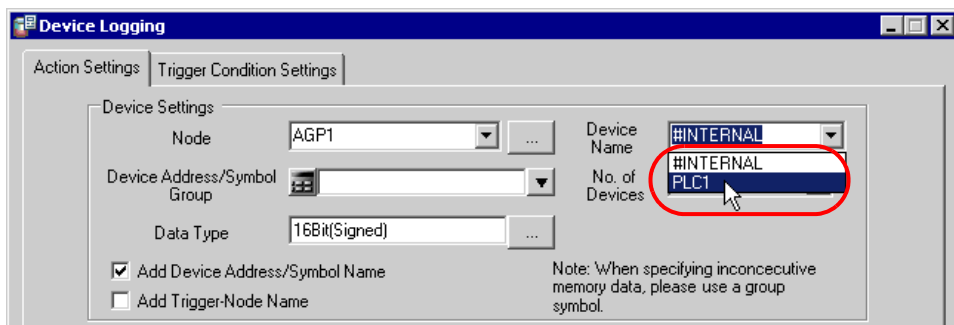 Device Logging
Action Settings
Trigger Condition Settings
Device Settings
Node
AGP1
...
Device
Name
#INTERNAL
#INTERNAL
PLC1
Device Address/Symbol
Group
No. of
Devices
Data Type
16Bit(Signed)
...
Add Device Address/Symbol Name
Add Trigger-Node Name
Note: When specifying inconcecutive
memory data, please use a group
symbol.